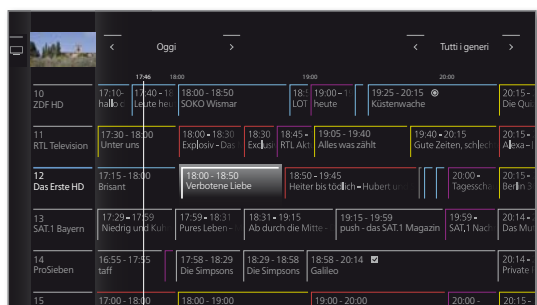 Oggi
Tutti i generi
17:46 18:00 19:00 20:00
10 17:10- 17:40 - 18: 18:00 - 18:50 18: 19:00 - 1 19:25 - 20:15 20:15-
ZDF HD hallo Leute heu SOKO Wismar LOT heute Küstenwache Die Qui
11 17:30 - 18:00 18:00 - 18:30 18:30 18:45 - 19:05 - 19:40 19:40 - 20:15 20:15-
RTL Television Unter uns Explosiv - Das Exclusi RTL Akt Alles was zählt Gute Zeiten, schlech Alexa - I
12 17:15 - 18:00 18:00 - 18:50 18:50 - 19:45 20:00 - 20:15-
Das Erste HD Brisant Verbotene Liebe Heiter bis tödlich - Hubert un Tagesscha Berlin
13 17:29 - 17:59 17:59 - 18:31 18:31 - 19:15 19:15 - 19:59 19:59 - 20:14-
SAT.1 Bayern Niedrig und Kuh Pures Leben - Ab durch die Mitte - push - das SAT.1 Magazin SAT.1 Nach Das Mu
14 16:55 - 17:55 17:58 - 18:29 18:29 - 18:58 18:58 - 20:14 20:14-
ProSieben taff Die Simpsons Die Simpsons Galileo Private
15 17:00 - 18:00 18:00 - 19:00 19:00 - 20:00 20:00 - 20:15-